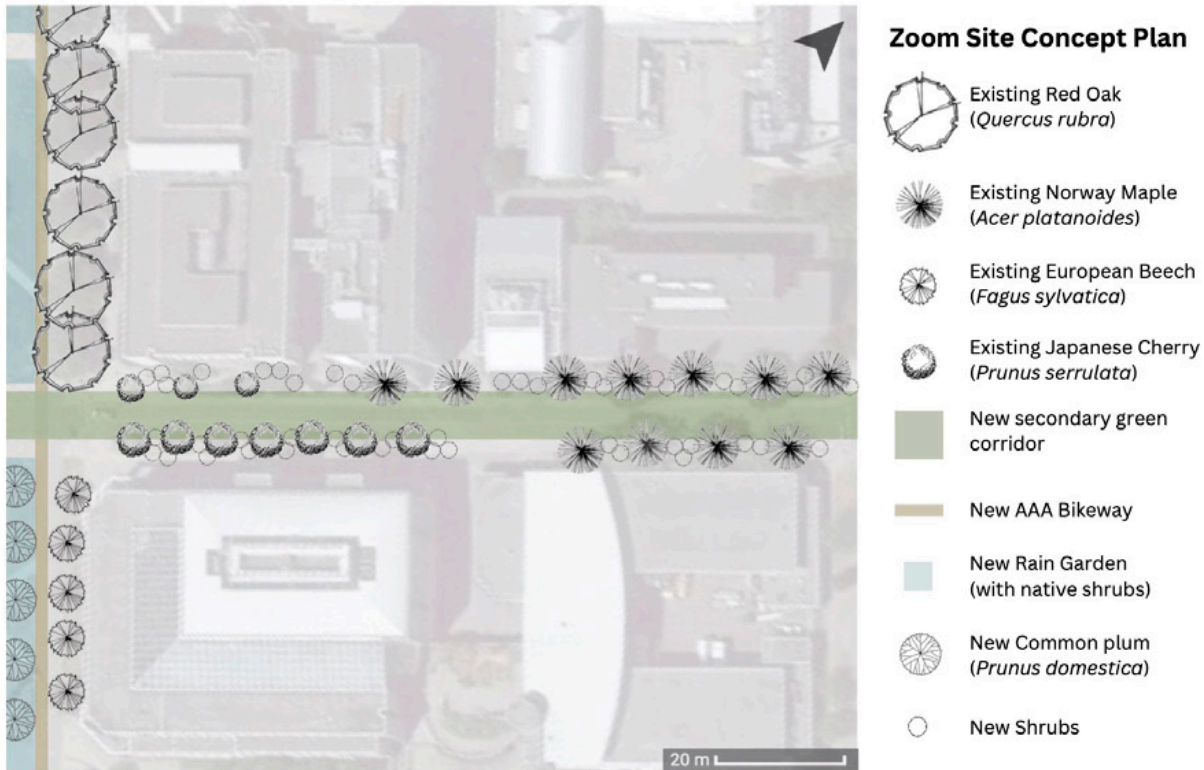 Zoom Site Concept Plan
Existing Red Oak
(Quercus rubra)
Existing Norway Maple
(Acer platanoides)
Existing European Beech
(Fagus sylvatica)
Existing Japanese Cherry
(Prunus serrulata)
New secondary green
corridor
New AAA Bikeway
New Rain Garden
(with native shrubs)
New Common plum
(Prunus domestica)
New Shrubs
20 m